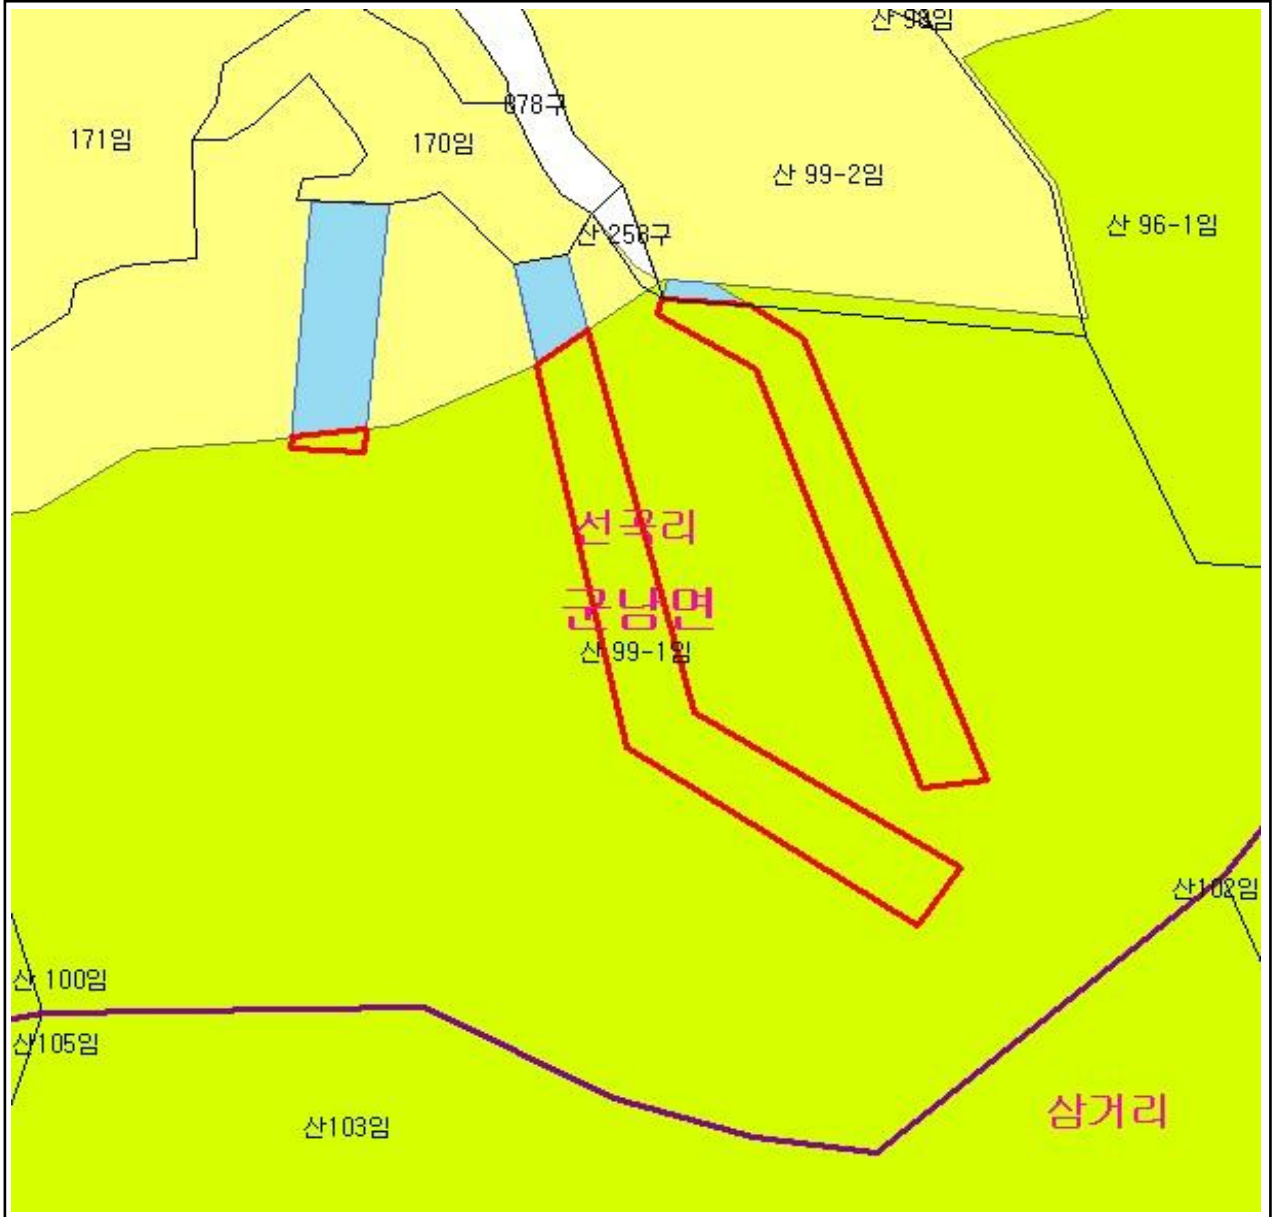 산 98임
878구
171임
170임
산 99-2임
산 96-1임
산 258구
선곡리
군남면
산 99-1임
산102임
산 100임
산105임
삼거리
산103임